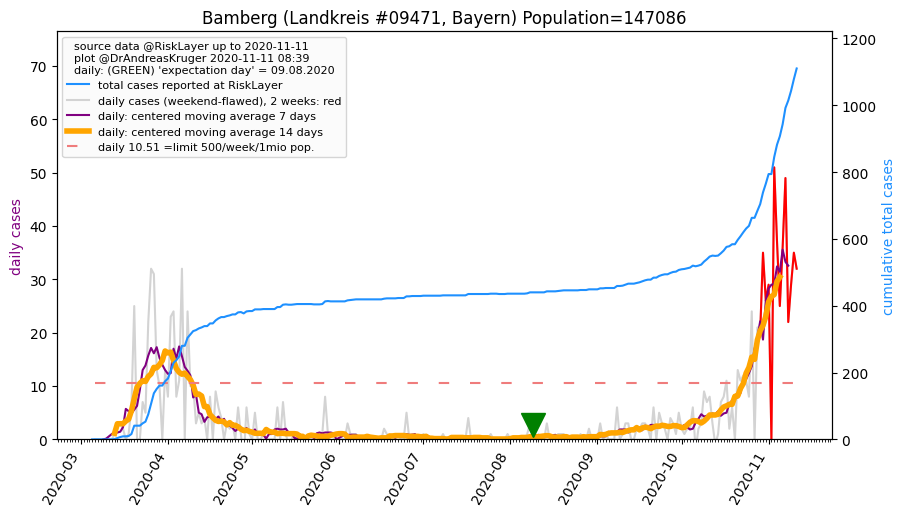 Bamberg (Landkreis #09471, Bayern) Population=147086
source data @RiskLayer up to 2020-11-11
plot @DrAndreasKruger 2020-11-11 08:39
daily: (GREEN) 'expectation day' = 09.08.2020
total cases reported at RiskLayer
daily cases (weekend-flawed), 2 weeks: red
daily: centered moving average 7 days
daily: centered moving average 14 days
daily 10.51 =limit 500/week/1mio pop.
daily cases
70
60
50
40
30
20
10
0
1200
1000
800
600
400
200
0
cumulative total cases
2020-03
2020-04
2020-05
2020-06
2020-07
2020-08
2020-09
2020-10
2020-11